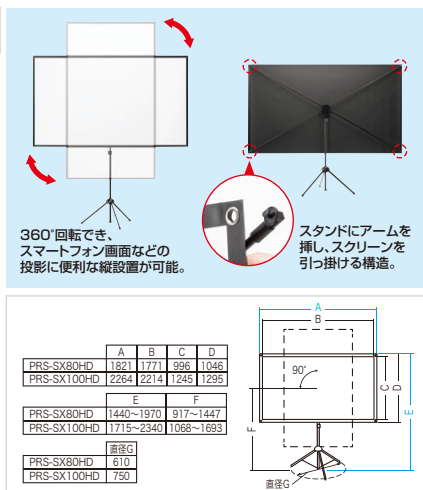 360°回転でき、
スマートフォン画面などの
投影に便利な縦設置が可能。
スタンドにアームを
挿し、スクリーンを
引っ掛ける構造。
A B C D
PRS-SX80HD 1821 1771 996 1046
PRS-SX100HD 2264 2214 1245 1295
E F
PRS-SX80HD 1440〜1970 917〜1447
PRS-SX100HD 1715〜2340 1068〜1693
直径G
PRS-SX80HD 610
PRS-SX100HD 750
A
B
90°
C
D
E
F
直径G